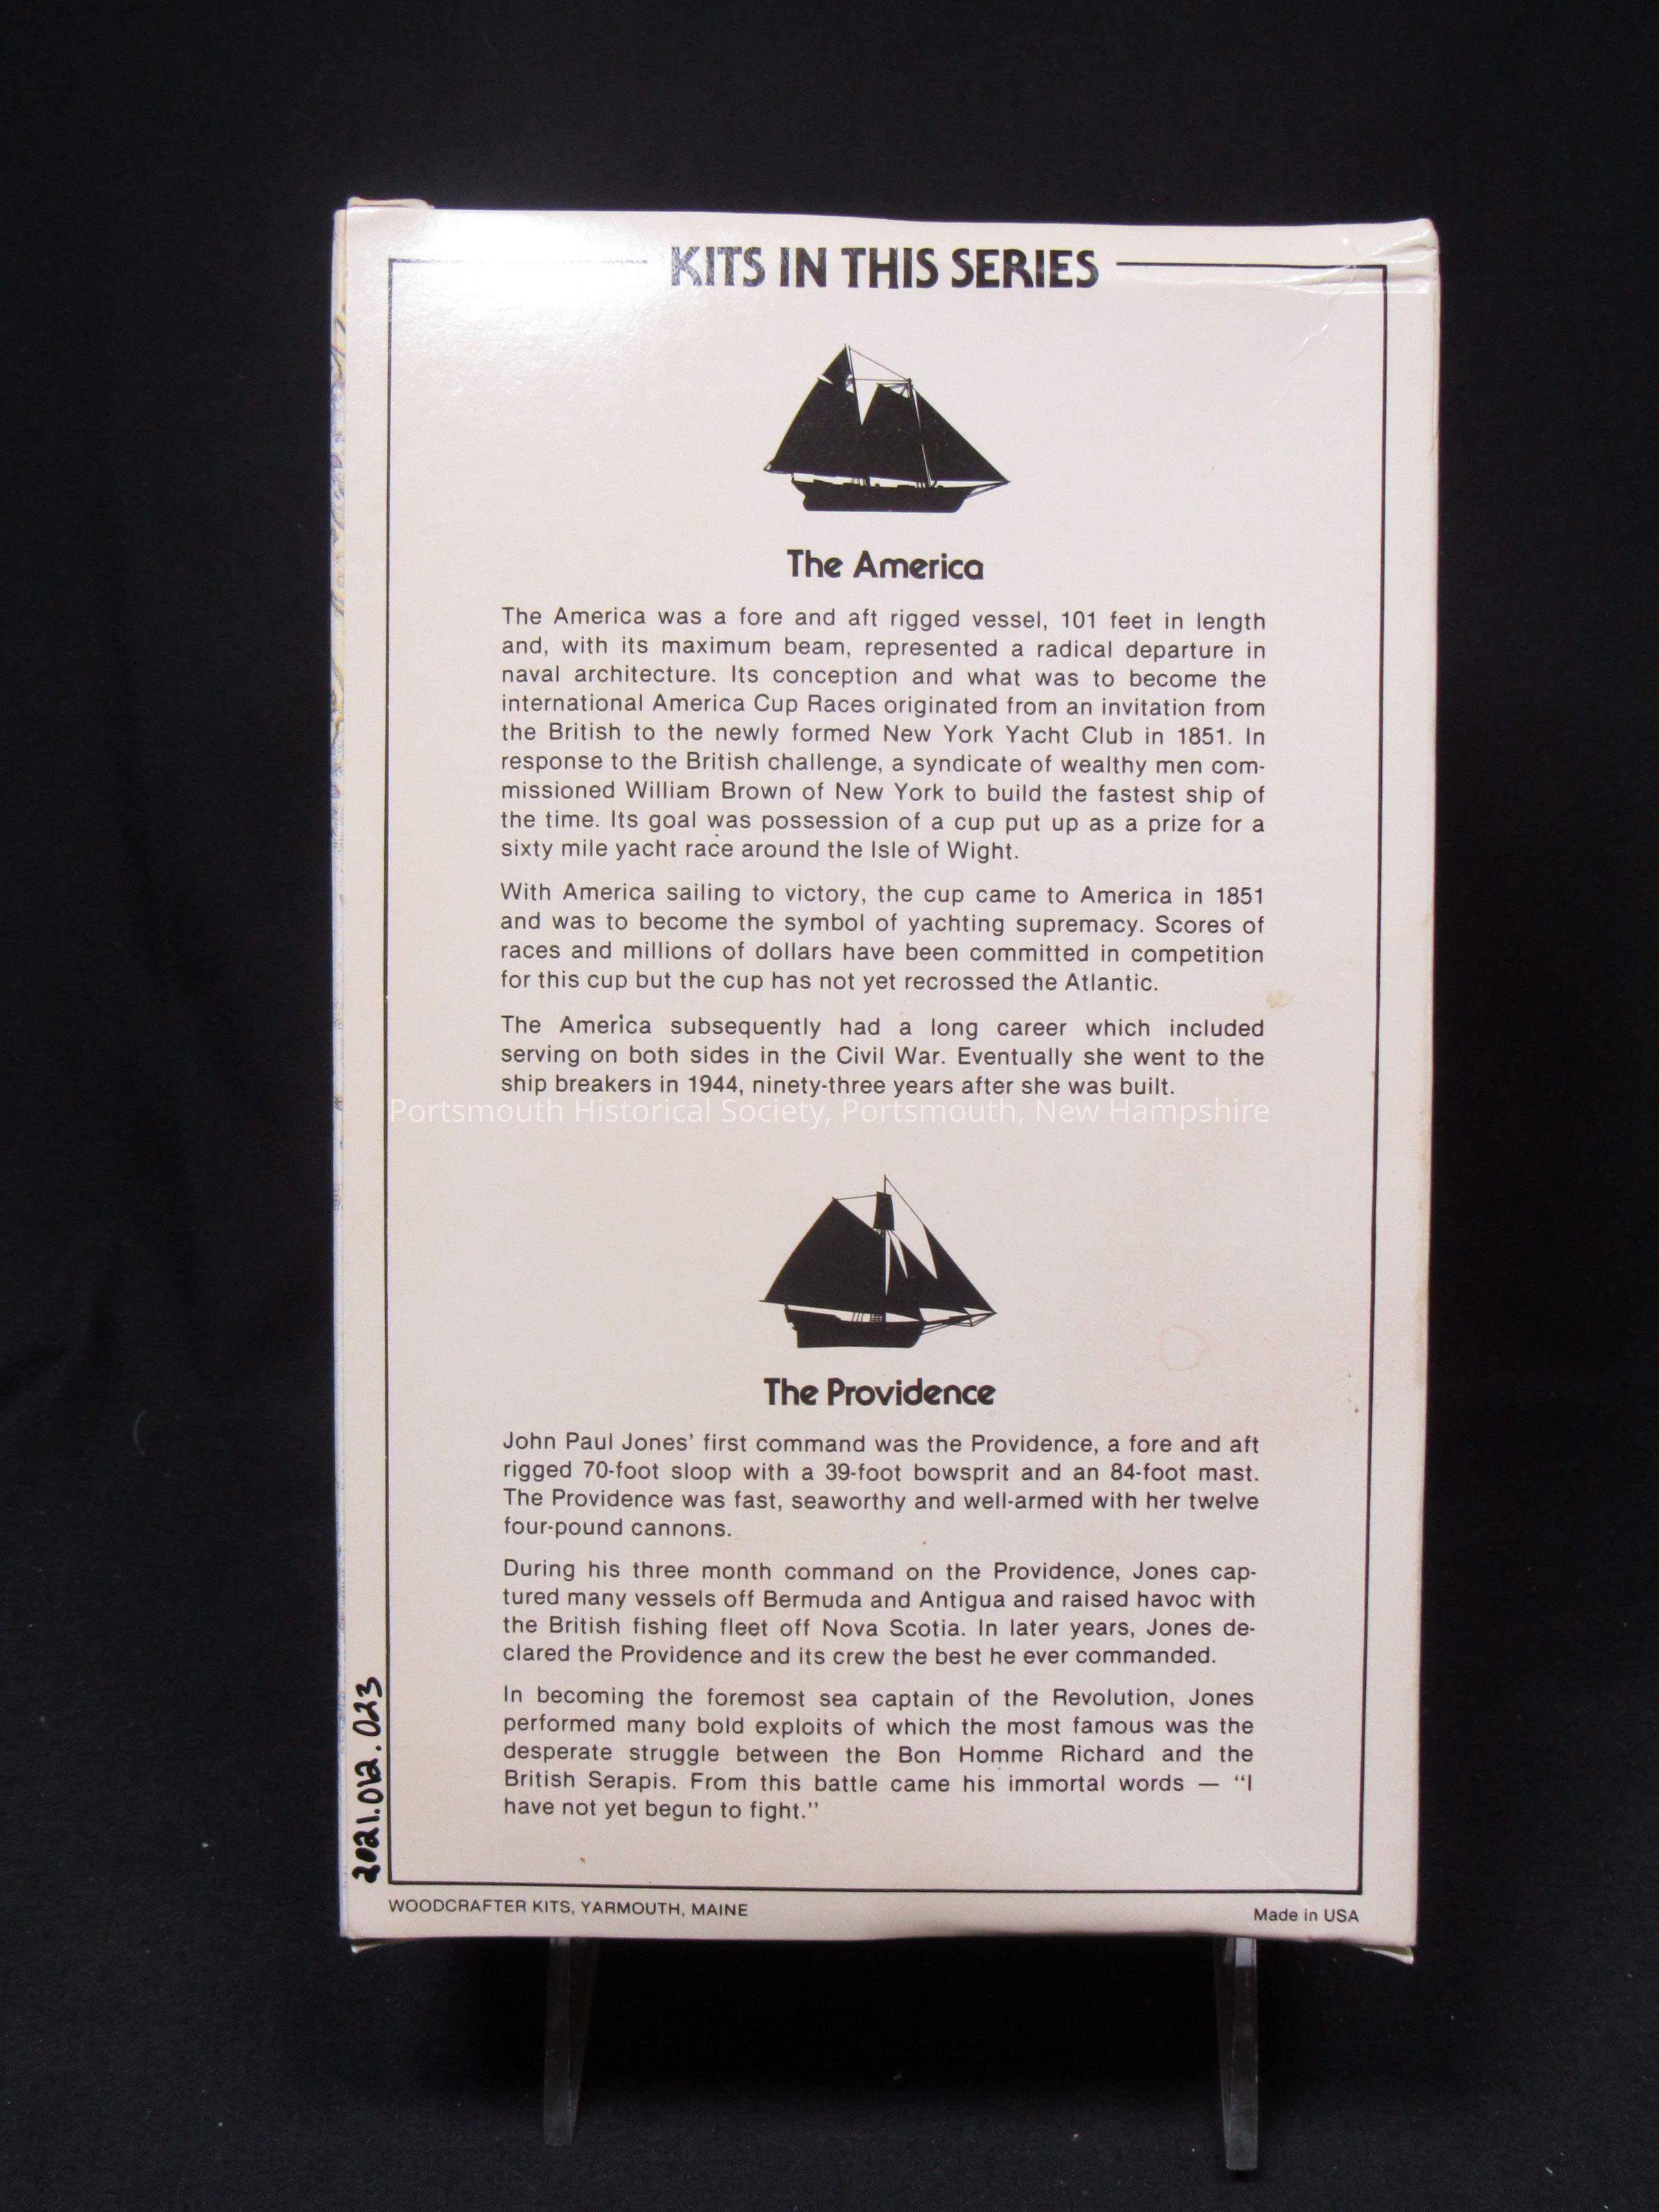 KITS IN THIS SERIES
The America
The America was a fore and aft rigged vessel, 101 feet in length
and, with its maximum beam, represented a radical departure in
naval architecture. Its conception and what was to become the
international America Cup Races originated from an invitation from
the British to the newly formed New York Yacht Club in 1851. In
response to the British challenge, a syndicate of wealthy men com-
missioned William Brown of New York to build the fastest ship of
the time. Its goal was possession of a cup put up as a prize for a
sixty mile yacht race around the Isle of Wight.
With America sailing to victory, the cup came to America in 1851
and was to become the symbol of yachting supremacy. Scores of
races and millions of dollars have been committed in competition
for this cup but the cup has not yet recrossed the Atlantic.
The America subsequently had a long career which included
serving on both sides in the Civil War. Eventually she went to the
ship breakers in 1944, ninety-three years after she was built.
Portsmouth Historical Society, Portsmouth, New Hampshire
The Providence
John Paul Jones' first command was the Providence, a fore and aft
rigged 70-foot sloop with a 39-foot bowsprit and an 84-foot mast.
The Providence was fast, seaworthy and well-armed with her twelve
four-pound cannons.
During his three month command on the Providence, Jones cap-
tured many vessels off Bermuda and Antigua and raised havoc with
the British fishing fleet off Nova Scotia. In later years, Jones de-
clared the Providence and its crew the best he ever commanded.
In becoming the foremost sea captain of the Revolution, Jones
performed many bold exploits of which the most famous was the
desperate struggle between the Bon Homme Richard and the
British Serapis. From this battle came his immortal words — "I
have not yet begun to fight."
2021.012.023
WOODCRAFTER KITS, YARMOUTH, MAINE
Made in USA